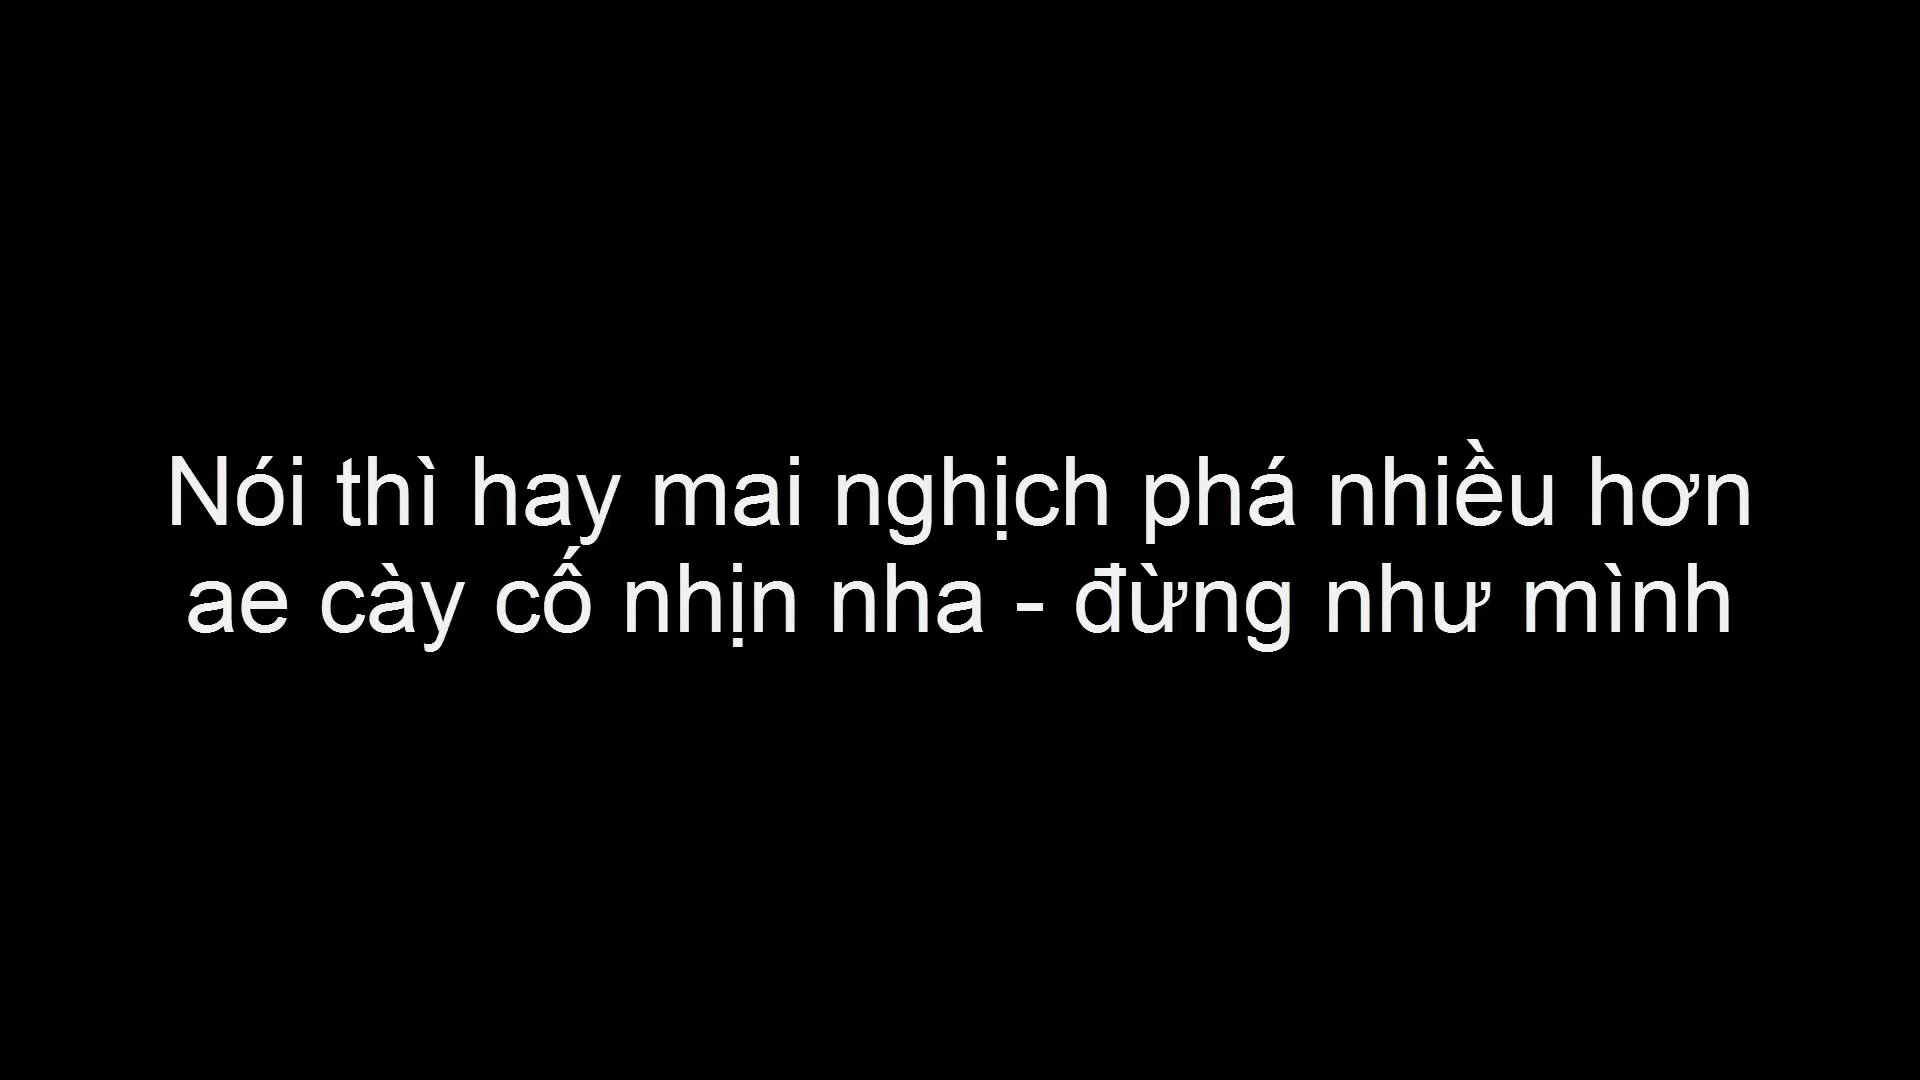 Nói thì hay mai nghịch phá nhiều hơn
ae cày cố nhịn nha - đừng như mình